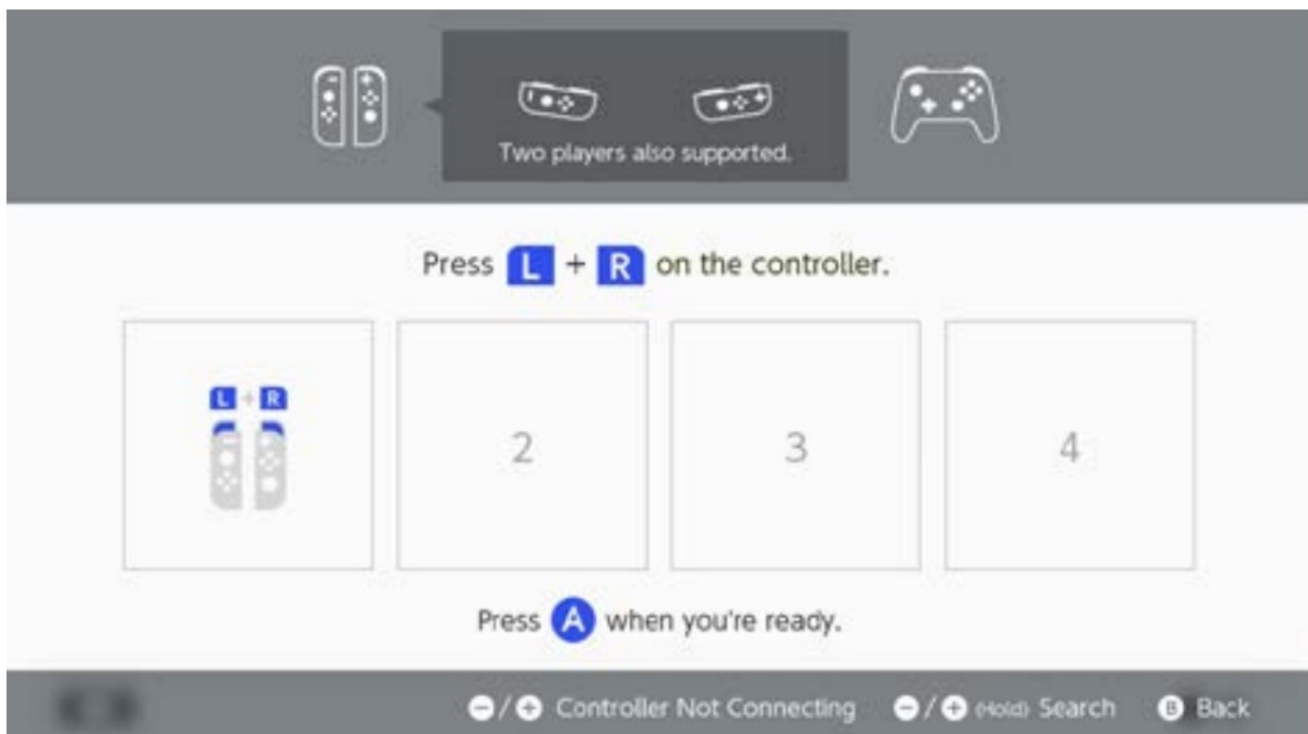 Two players also supported.
Press L + R on the controller.
L + R
2
3
4
Press A when you're ready.
−/+ Controller Not Connecting −/+ (Hold) Search B Back